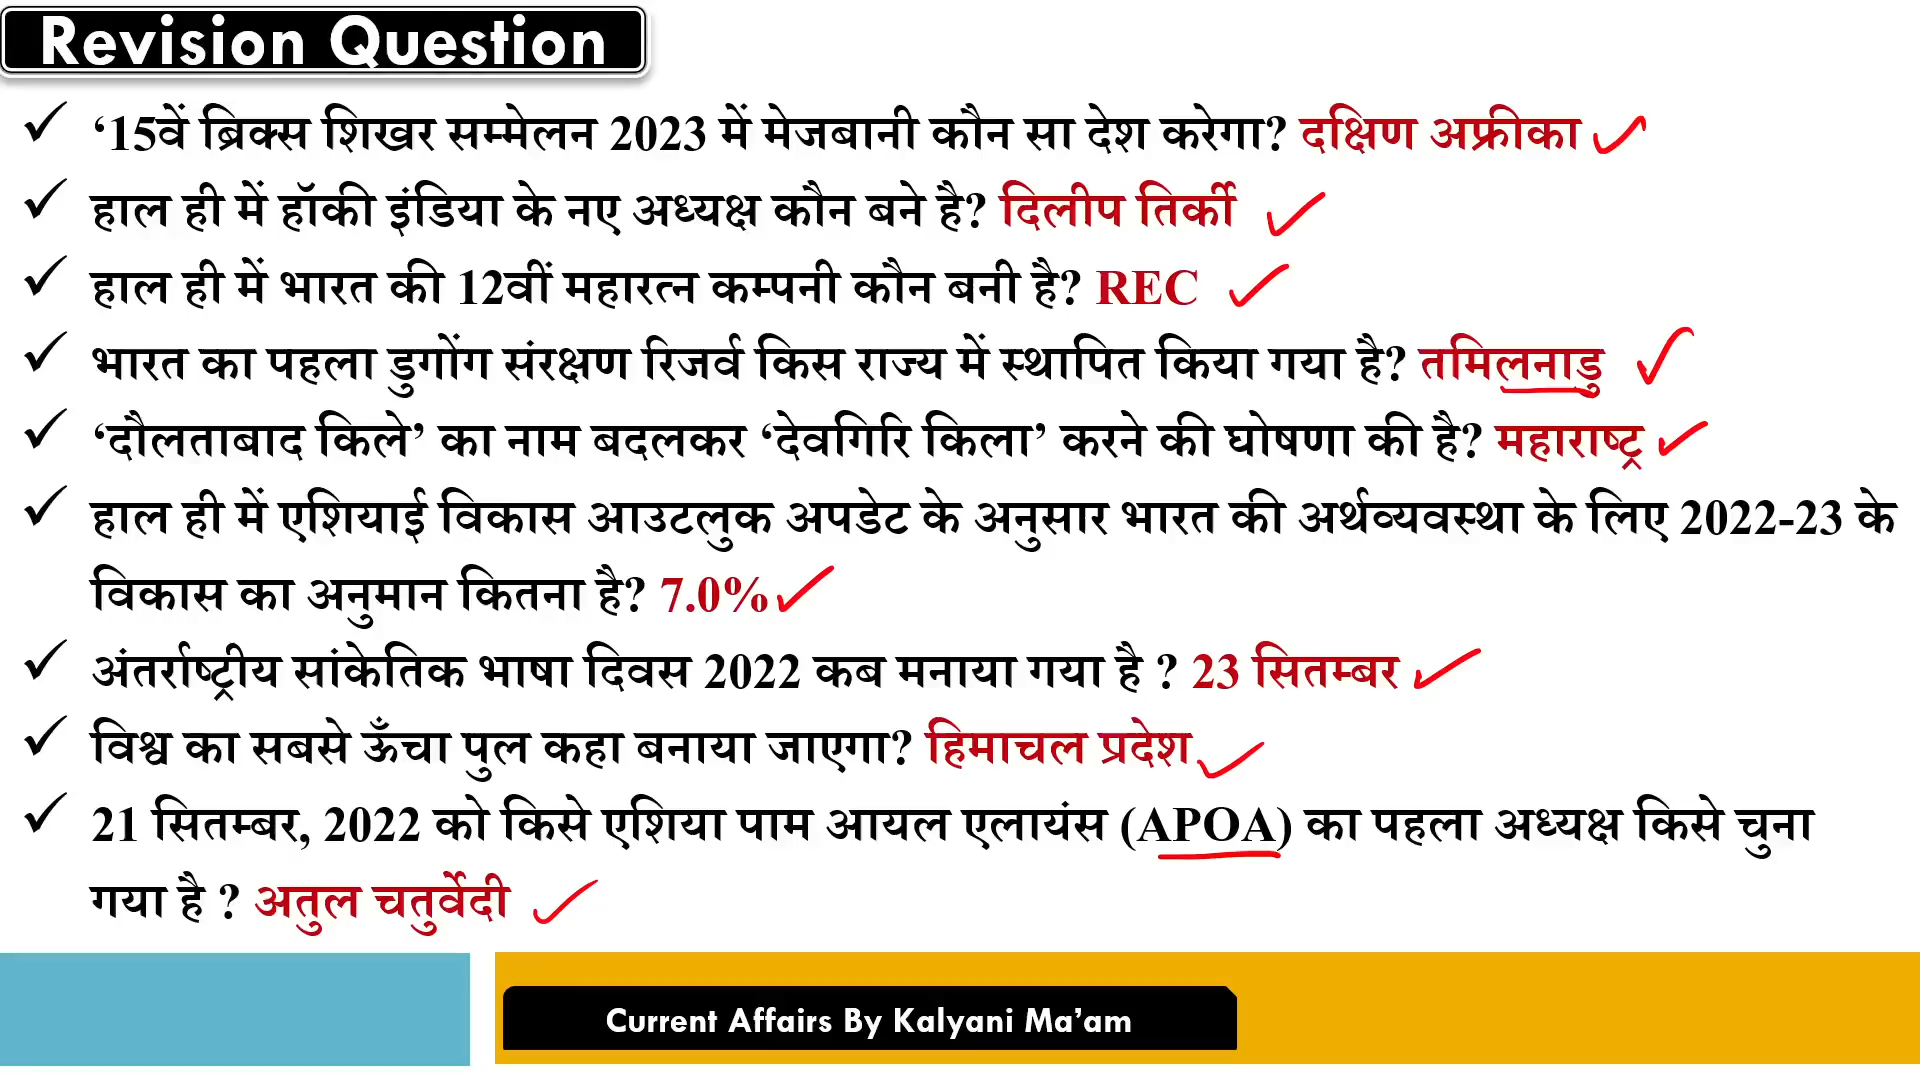 Revision Question
✓ ‘15वें ब्रिक्स शिखर सम्मेलन 2023 में मेजबानी कौन सा देश करेगा? दक्षिण अफ्रीका
✓ हाल ही में हॉकी इंडिया के नए अध्यक्ष कौन बने है? दिलीप तिर्की
✓ हाल ही में भारत की 12वीं महारत्न कम्पनी कौन बनी है? REC
✓ भारत का पहला डुगोंग संरक्षण रिजर्व किस राज्य में स्थापित किया गया है? तमिलनाडु
✓ ‘दौलताबाद किले’ का नाम बदलकर ‘देवगिरि किला’ करने की घोषणा की है? महाराष्ट्र
✓ हाल ही में एशियाई विकास आउटलुक अपडेट के अनुसार भारत की अर्थव्यवस्था के लिए 2022-23 के
विकास का अनुमान कितना है? 7.0%
✓ अंतर्राष्ट्रीय सांकेतिक भाषा दिवस 2022 कब मनाया गया है ? 23 सितम्बर
✓ विश्व का सबसे ऊँचा पुल कहा बनाया जाएगा? हिमाचल प्रदेश
✓ 21 सितम्बर, 2022 को किसे एशिया पाम आयल एलायंस (APOA) का पहला अध्यक्ष किसे चुना
गया है ? अतुल चतुर्वेदी
Current Affairs By Kalyani Ma’am